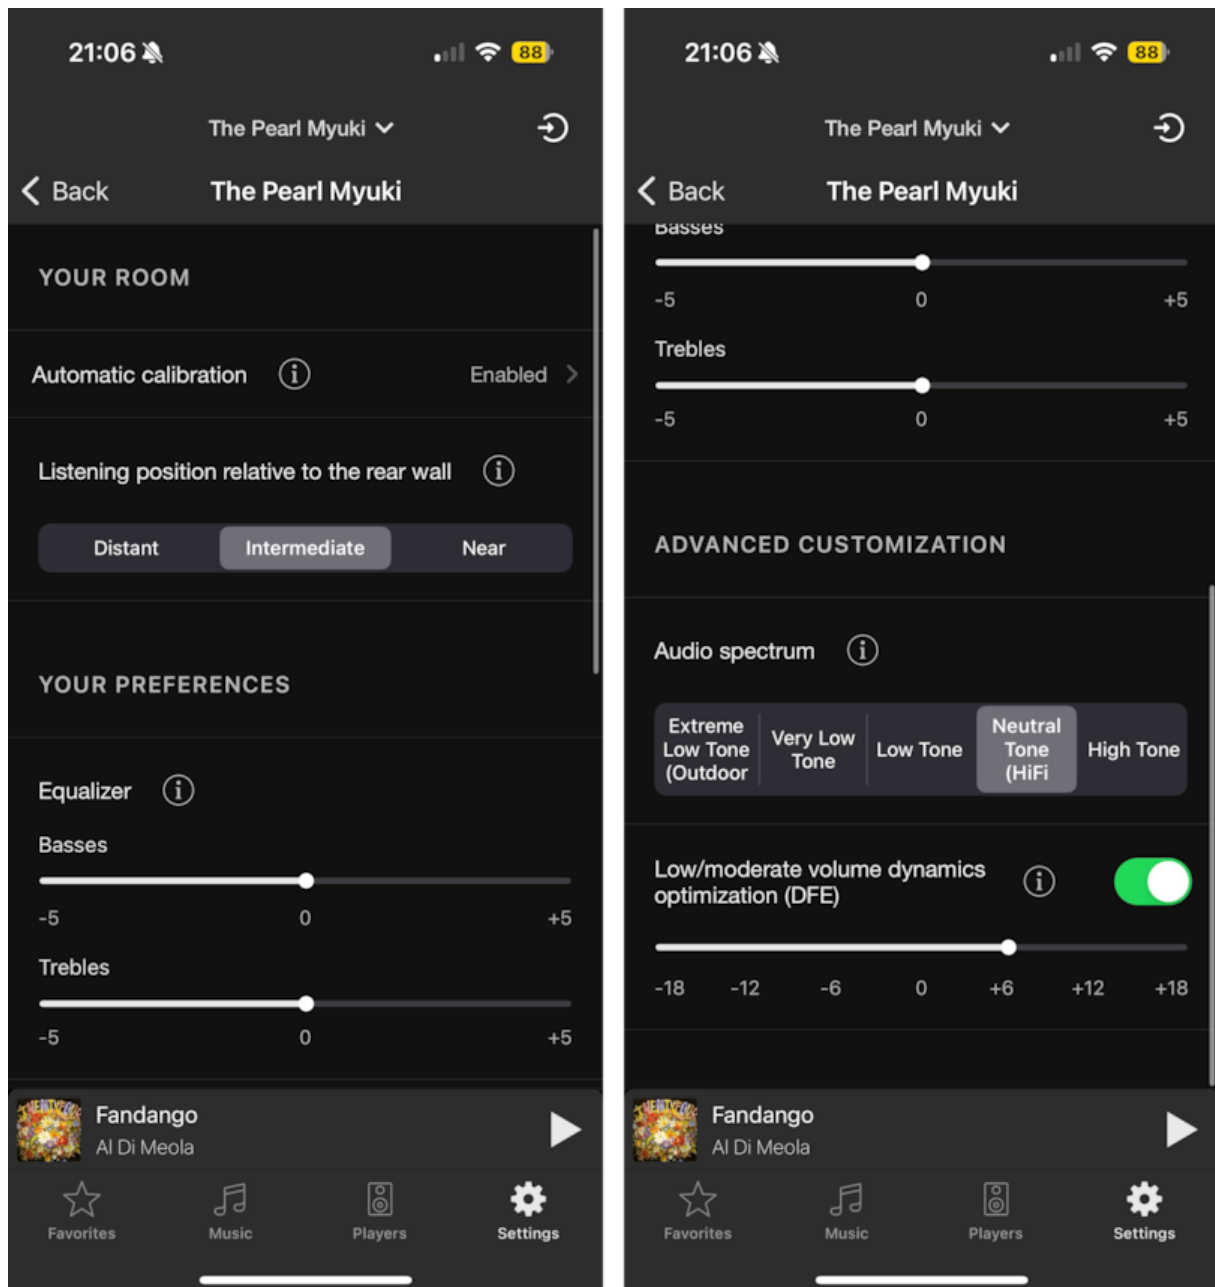 21:06
88
The Pearl Myuki
Back
The Pearl Myuki
YOUR ROOM
Automatic calibration
Enabled
Listening position relative to the rear wall
Distant
Intermediate
Near
YOUR PREFERENCES
Equalizer
Basses
-5 0 +5
Trebles
-5 0 +5
Fandango
Al Di Meola
Favorites
Music
Players
Settings
21:06
88
The Pearl Myuki
Back
The Pearl Myuki
Basses
-5 0 +5
Trebles
-5 0 +5
ADVANCED CUSTOMIZATION
Audio spectrum
Extreme
Low Tone
(Outdoor
Very Low
Tone
Low Tone
Neutral
Tone
(HiFi
High Tone
Low/moderate volume dynamics
optimization (DFE)
-18 -12 -6 0 +6 +12 +18
Fandango
Al Di Meola
Favorites
Music
Players
Settings